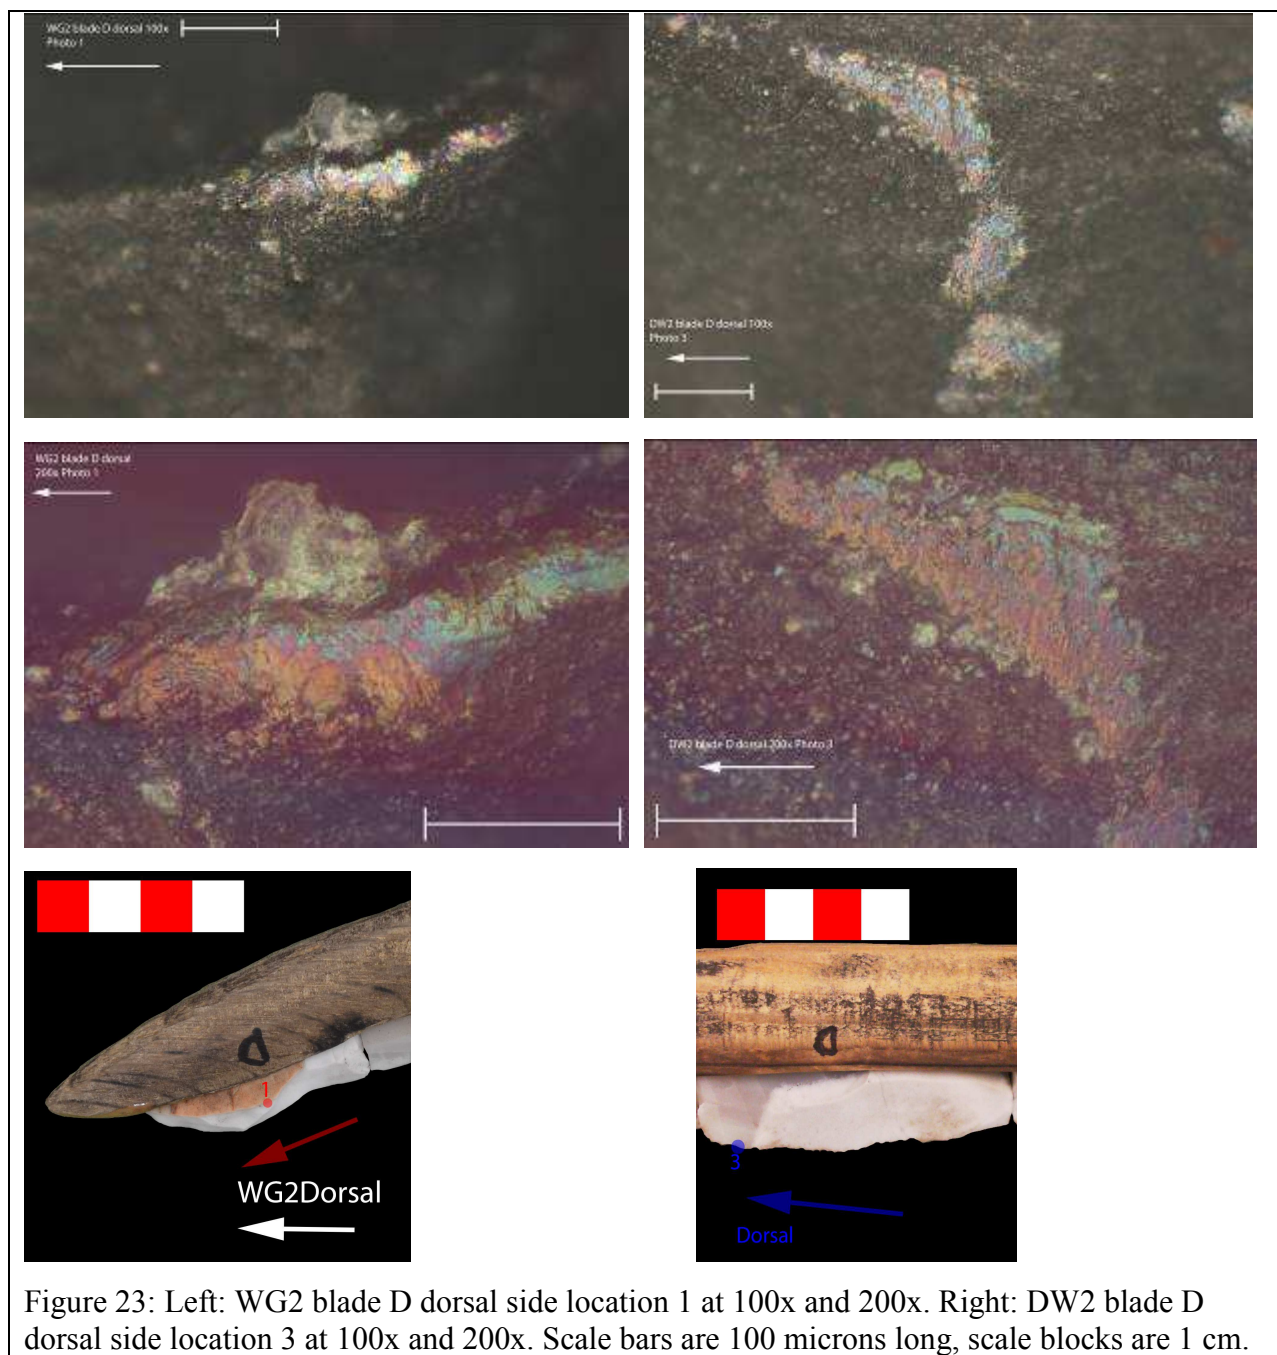 WG2 blade D dorsal 100x
Photo 1
DW2 blade D dorsal 100x
Photo 3
WG2 blade D dorsal
200x Photo 1
DW2 blade D dorsal 200x Photo 3
D
1
WG2Dorsal
D
3
Dorsal
Figure 23: Left: WG2 blade D dorsal side location 1 at 100x and 200x. Right: DW2 blade D
dorsal side location 3 at 100x and 200x. Scale bars are 100 microns long, scale blocks are 1 cm.